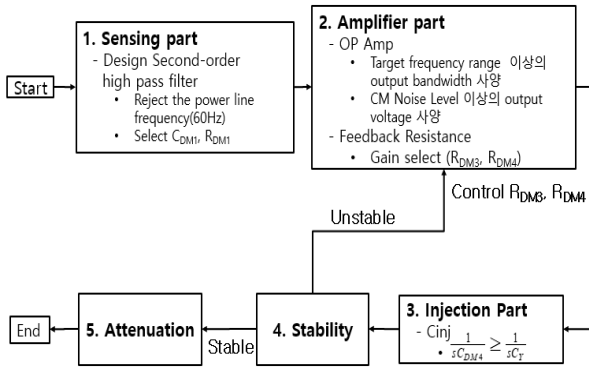 Start
1. Sensing part
- Design Second-order
high pass filter
• Reject the power line
frequency(60Hz)
• Select C_DM1, R_DM1
2. Amplifier part
- OP Amp
• Target frequency range 이상의
output bandwidth 사양
• CM Noise Level 이상의 output
voltage 사양
- Feedback Resistance
• Gain select (R_DM3, R_DM4)
Control R_DM3, R_DM4
Unstable
3. Injection Part
- Cinj
• 1/sC_DM4 ≥ 1/sC_Y
4. Stability
Stable
5. Attenuation
End